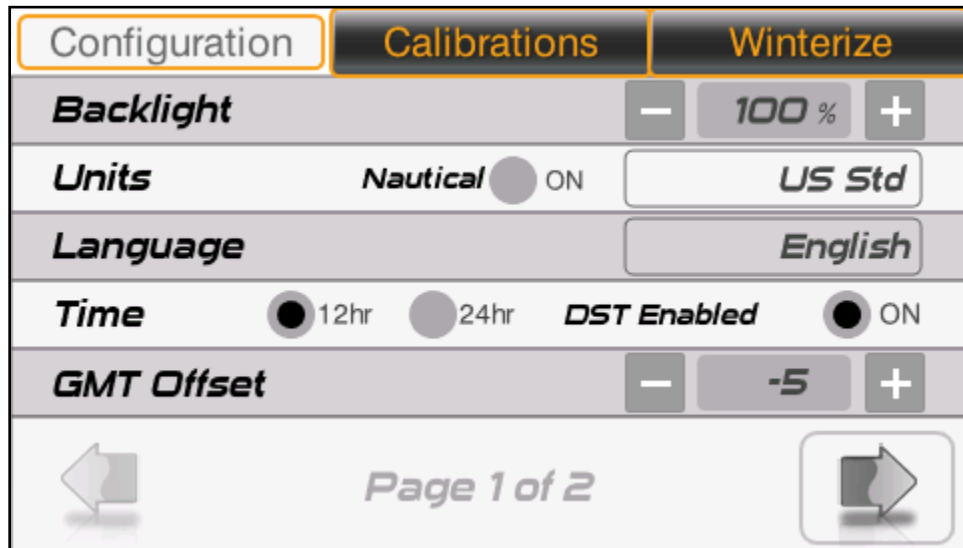 Configuration Calibrations Winterize
Backlight − 100 % +
Units Nautical ON US Std
Language English
Time 12hr 24hr DST Enabled ON
GMT Offset − -5 +
Page 1 of 2